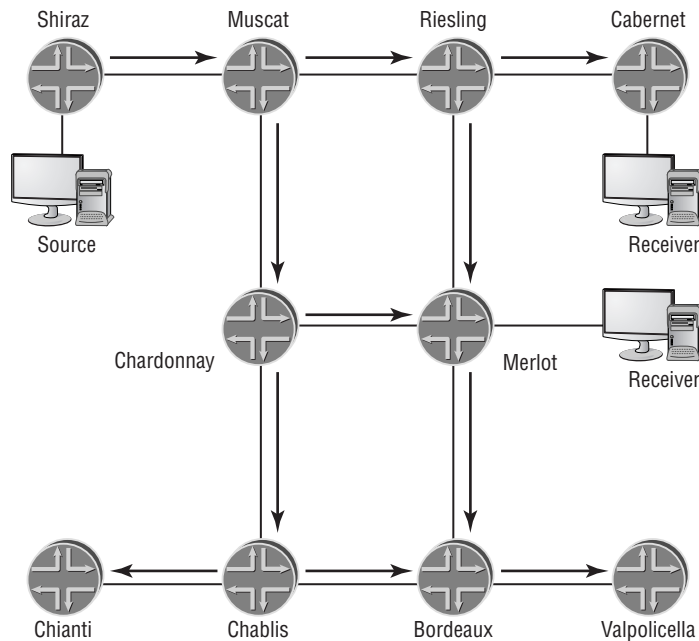 Shiraz
Muscat
Riesling
Cabernet
Source
Receiver
Chardonnay
Merlot
Receiver
Chianti
Chablis
Bordeaux
Valpolicella